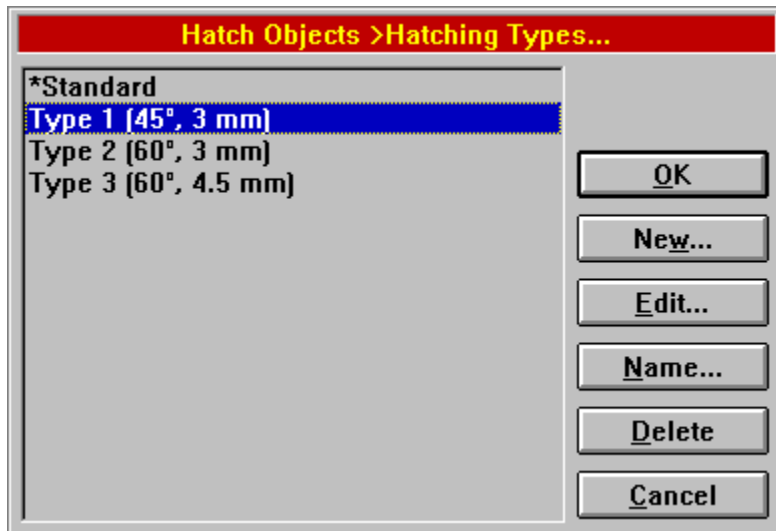 Hatch Objects >Hatching Types...
*Standard
Type 1 (45°, 3 mm)
Type 2 (60°, 3 mm)
Type 3 (60°, 4.5 mm)
OK
New...
Edit...
Name...
Delete
Cancel